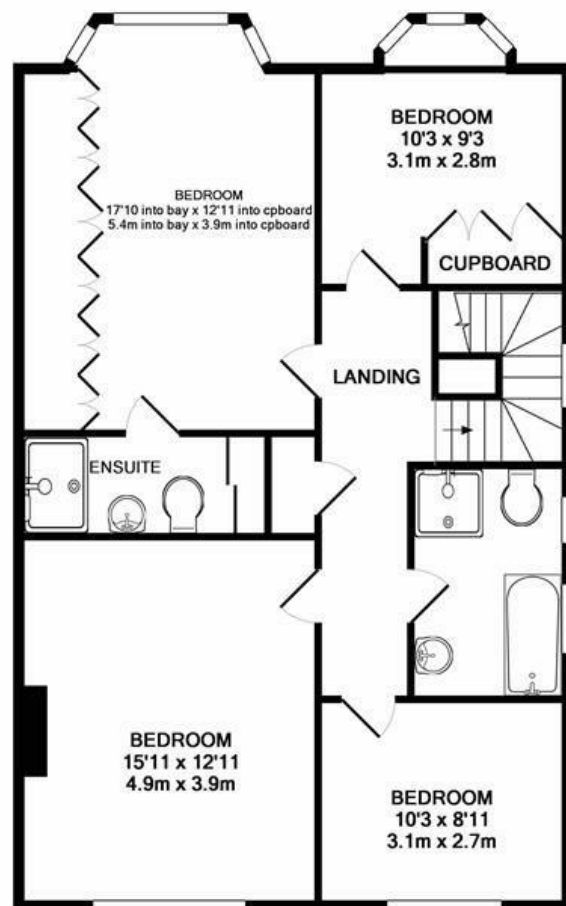 BEDROOM
17'10 into bay x 12'11 into cpboard
5.4m into bay x 3.9m into cpboard
BEDROOM
10'3 x 9'3
3.1m x 2.8m
CUPBOARD
LANDING
ENSUITE
BEDROOM
15'11 x 12'11
4.9m x 3.9m
BEDROOM
10'3 x 8'11
3.1m x 2.7m